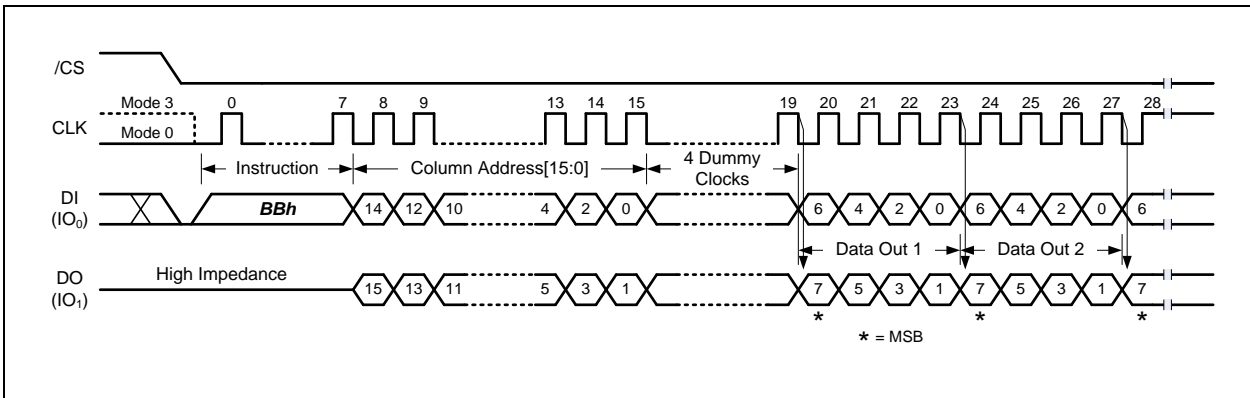 /CS
Mode 3 0 7 8 9 13 14 15 19 20 21 22 23 24 25 26 27 28
CLK
Mode 0
Instruction Column Address[15:0] 4 Dummy
Clocks
DI
(IO0)
BBh 14 12 10 4 2 0 6 4 2 0 6 4 2 0 6
Data Out 1 Data Out 2
DO
(IO1)
High Impedance 15 13 11 5 3 1 7 5 3 1 7 5 3 1 7
* * *
* = MSB